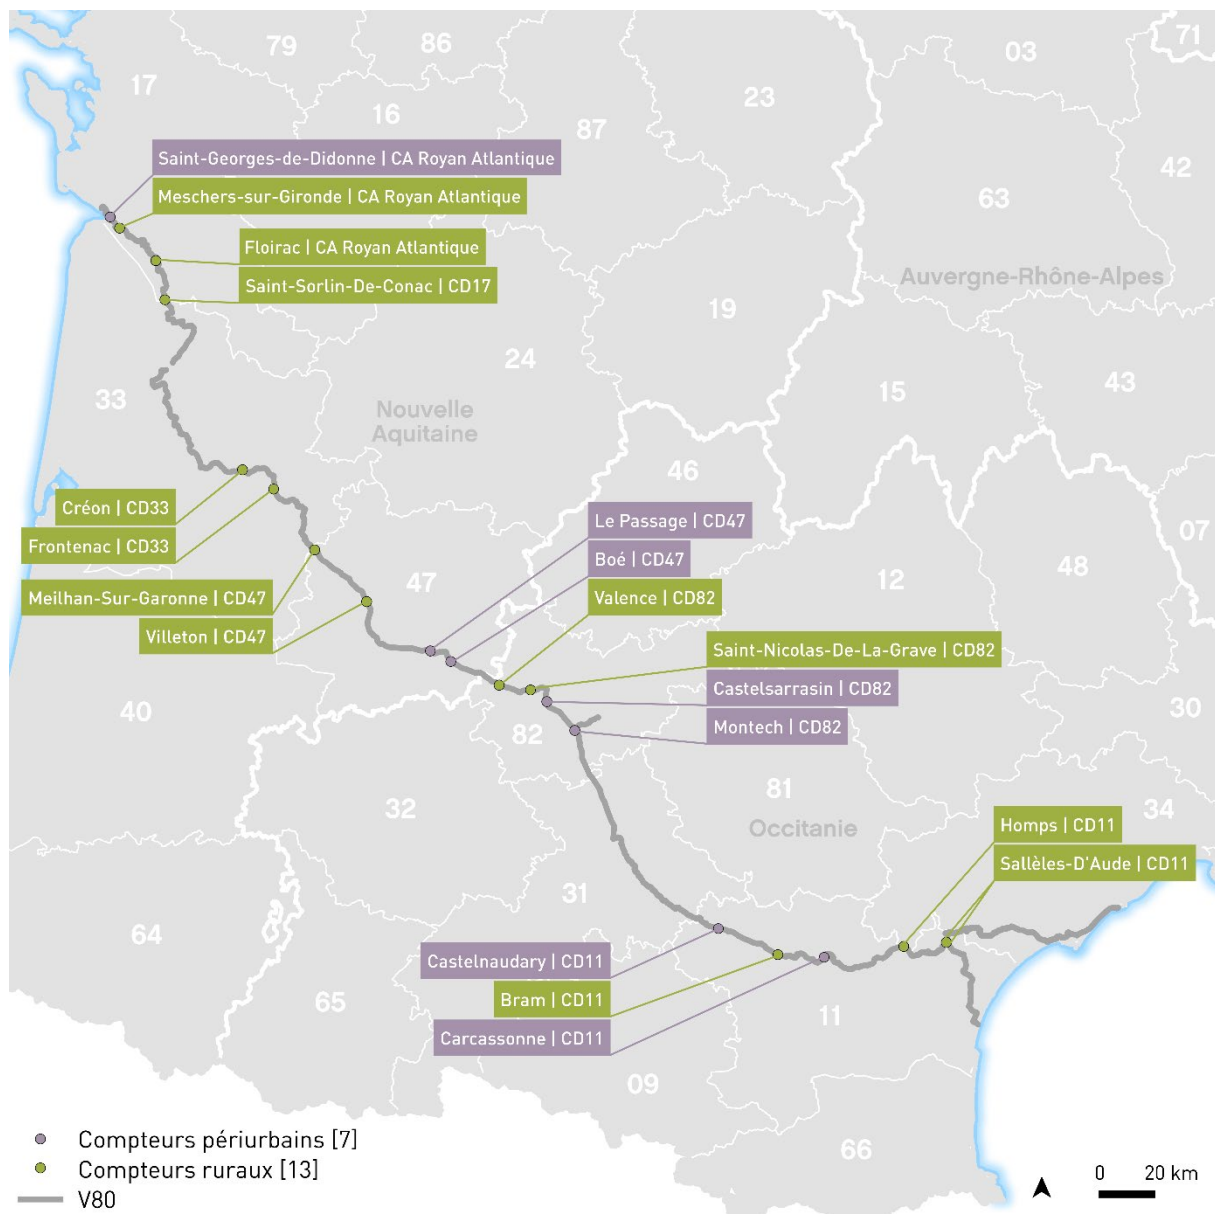 79
86
03
71
17
23
16
87
42
Saint-Georges-de-Didonne | CA Royan Atlantique
Meschers-sur-Gironde | CA Royan Atlantique
63
Floirac | CA Royan Atlantique
Saint-Sorlin-De-Conac | CD17
Auvergne-Rhône-Alpes
19
24
15
43
33
Nouvelle
Aquitaine
46
Créon | CD33
Frontenac | CD33
Le Passage | CD47
Boé | CD47
Valence | CD82
07
48
12
47
Meilhan-Sur-Garonne | CD47
Villeton | CD47
Saint-Nicolas-De-La-Grave | CD82
Castelsarrasin | CD82
Montech | CD82
40
30
82
81
32
Occitanie
34
Homps | CD11
Sallèles-D'Aude | CD11
31
64
Castelnaudary | CD11
Bram | CD11
Carcassonne | CD11
65
11
09
66
Compteurs périurbains [7]
Compteurs ruraux [13]
V80
0 20 km